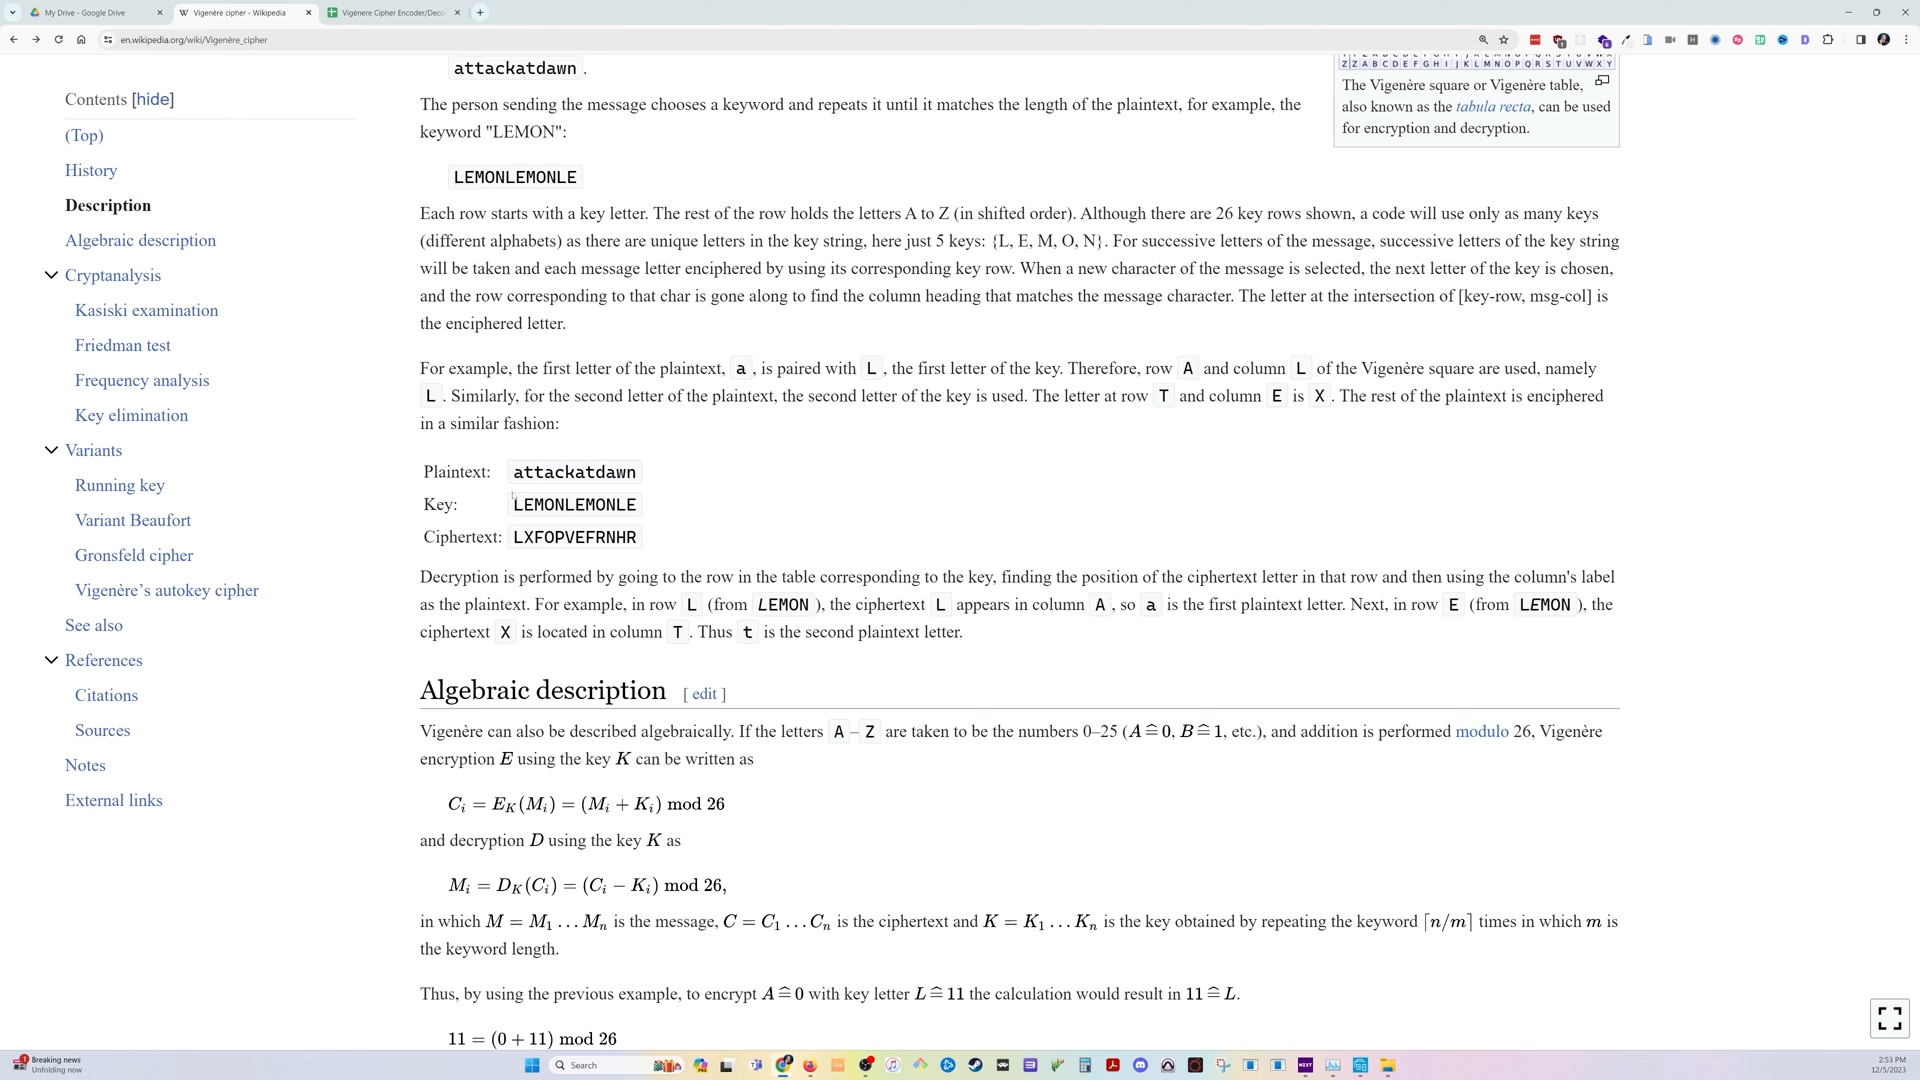 My Drive - Google Drive
Vigenère cipher - Wikipedia
Vigènere Cipher Encoder/Deco
en.wikipedia.org/wiki/Vigenère_cipher
Contents [hide]
(Top)
History
Description
Algebraic description
Cryptanalysis
Kasiski examination
Friedman test
Frequency analysis
Key elimination
Variants
Running key
Variant Beaufort
Gronsfeld cipher
Vigenère’s autokey cipher
See also
References
Citations
Sources
Notes
External links
attackatdawn .
The person sending the message chooses a keyword and repeats it until it matches the length of the plaintext, for example, the
keyword "LEMON":
LEMONLEMONLE
Z Z A B C D E F G H I J K L M N O P Q R S T U V W X Y
The Vigenère square or Vigenère table,
also known as the tabula recta, can be used
for encryption and decryption.
Each row starts with a key letter. The rest of the row holds the letters A to Z (in shifted order). Although there are 26 key rows shown, a code will use only as many keys
(different alphabets) as there are unique letters in the key string, here just 5 keys: {L, E, M, O, N}. For successive letters of the message, successive letters of the key string
will be taken and each message letter enciphered by using its corresponding key row. When a new character of the message is selected, the next letter of the key is chosen,
and the row corresponding to that char is gone along to find the column heading that matches the message character. The letter at the intersection of [key-row, msg-col] is
the enciphered letter.
For example, the first letter of the plaintext, a , is paired with L , the first letter of the key. Therefore, row A and column L of the Vigenère square are used, namely
L . Similarly, for the second letter of the plaintext, the second letter of the key is used. The letter at row T and column E is X . The rest of the plaintext is enciphered
in a similar fashion:
Plaintext: attackatdawn
Key: LEMONLEMONLE
Ciphertext: LXFOPVEFRNHR
Decryption is performed by going to the row in the table corresponding to the key, finding the position of the ciphertext letter in that row and then using the column's label
as the plaintext. For example, in row L (from LEMON ), the ciphertext L appears in column A , so a is the first plaintext letter. Next, in row E (from LEMON ), the
ciphertext X is located in column T . Thus t is the second plaintext letter.
Algebraic description [ edit ]
Vigenère can also be described algebraically. If the letters A – Z are taken to be the numbers 0–25 (A ≙ 0, B ≙ 1, etc.), and addition is performed modulo 26, Vigenère
encryption E using the key K can be written as
Cᵢ = E_K(Mᵢ) = (Mᵢ + Kᵢ) mod 26
and decryption D using the key K as
Mᵢ = D_K(Cᵢ) = (Cᵢ − Kᵢ) mod 26,
in which M = M₁ … Mₙ is the message, C = C₁ … Cₙ is the ciphertext and K = K₁ … Kₙ is the key obtained by repeating the keyword ⌈n/m⌉ times in which m is
the keyword length.
Thus, by using the previous example, to encrypt A ≙ 0 with key letter L ≙ 11 the calculation would result in 11 ≙ L.
11 = (0 + 11) mod 26
Breaking news
Unfolding now
Search
2:53 PM
12/5/2023